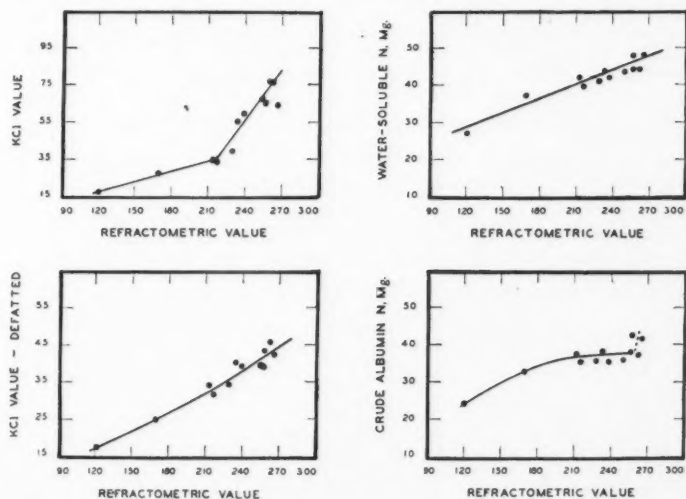 KCl VALUE
95
75
55
35
15
90 120 150 180 210 240 270 300
REFRACTOMETRIC VALUE
WATER-SOLUBLE N, Mg.
50
40
30
20
10
90 120 150 180 210 240 270 300
REFRACTOMETRIC VALUE
KCl VALUE - DEFATTED
55
45
35
25
15
90 120 150 180 210 240 270 300
REFRACTOMETRIC VALUE
CRUDE ALBUMIN N, Mg.
50
40
30
20
10
90 120 150 180 210 240 270 300
REFRACTOMETRIC VALUE